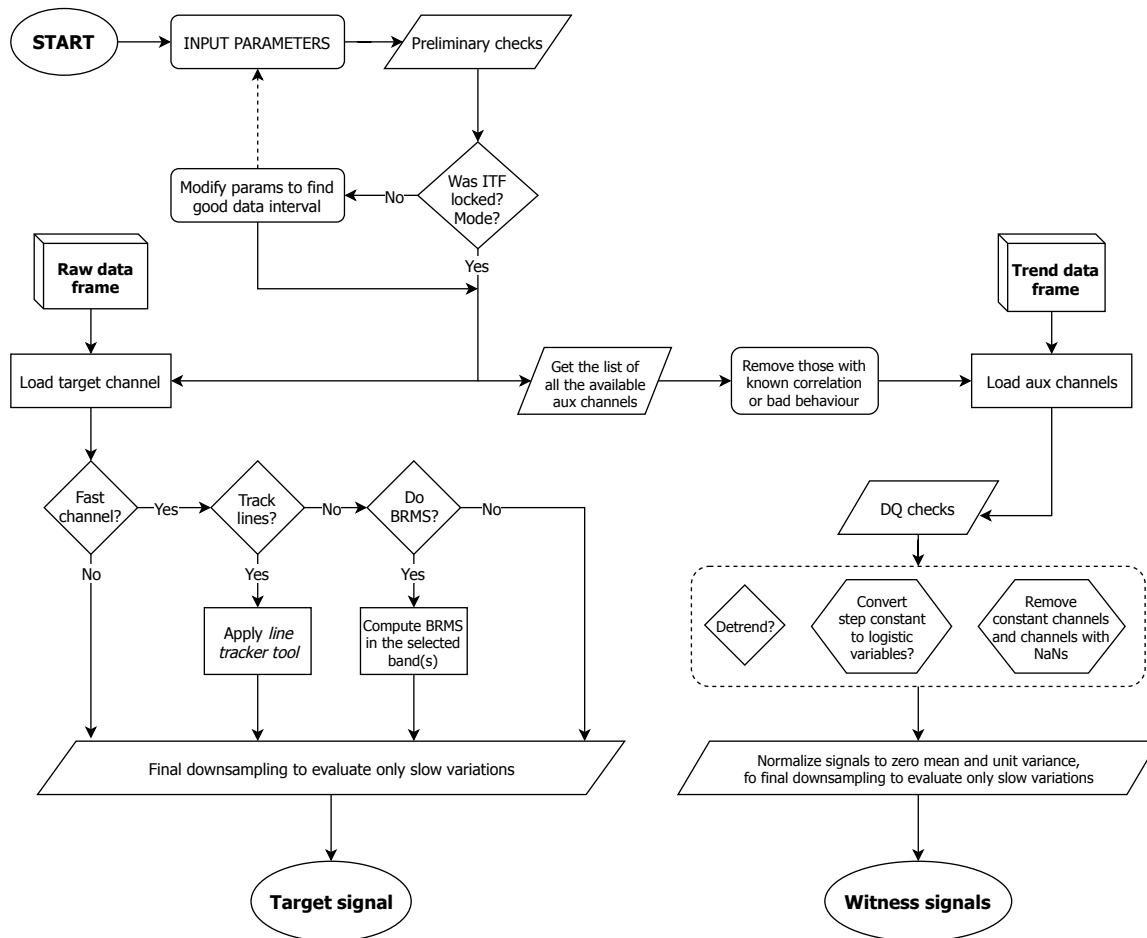 START
INPUT PARAMETERS
Preliminary checks
Was ITF
locked?
Mode?
No
Modify params to find
good data interval
Yes
Raw data
frame
Trend data
frame
Load target channel
Get the list of
all the available
aux channels
Remove those with
known correlation
or bad behaviour
Load aux channels
Fast
channel?
Yes
Track
lines?
No
Do
BRMS?
No
No
Yes
Yes
Apply line
tracker tool
Compute BRMS
in the selected
band(s)
DQ checks
Detrend?
Convert
step constant
to logistic
variables?
Remove
constant channels
and channels with
NaNs
Final downsampling to evaluate only slow variations
Normalize signals to zero mean and unit variance,
fo final downsampling to evaluate only slow variations
Target signal
Witness signals